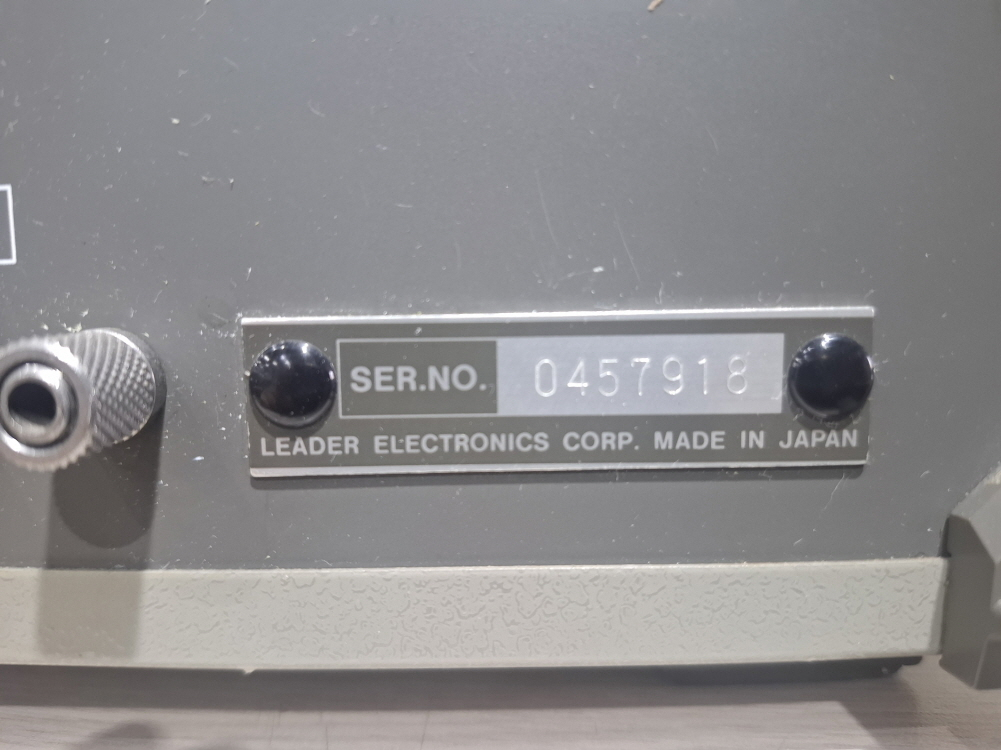 SER.NO. 0457918
LEADER ELECTRONICS CORP. MADE IN JAPAN